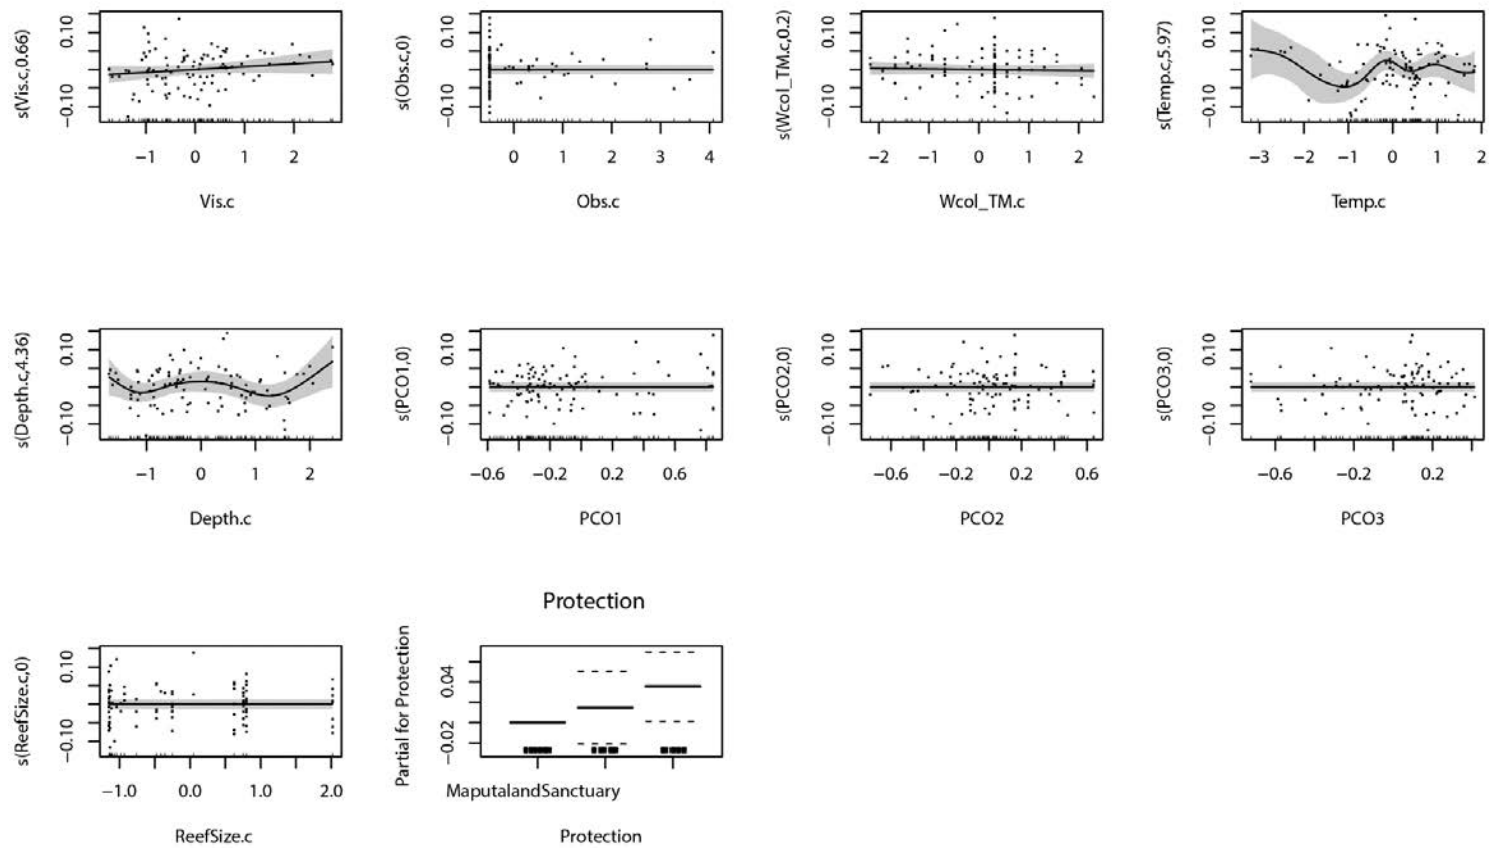 s(Vis.c,0.66)
0.10
−0.10
−1 0 1 2
Vis.c
s(Obs.c,0)
0.10
−0.10
0 1 2 3 4
Obs.c
s(Wcol_TM.c,0.2)
0.10
−0.10
−2 −1 0 1 2
Wcol_TM.c
s(Temp.c,5.97)
0.10
−0.10
−3 −2 −1 0 1 2
Temp.c
s(Depth.c,4.36)
0.10
−0.10
−1 0 1 2
Depth.c
s(PCO1,0)
0.10
−0.10
−0.6 −0.2 0.2 0.6
PCO1
s(PCO2,0)
0.10
−0.10
−0.6 −0.2 0.2 0.6
PCO2
s(PCO3,0)
0.10
−0.10
−0.6 −0.2 0.2
PCO3
s(ReefSize.c,0)
0.10
−0.10
−1.0 0.0 1.0 2.0
ReefSize.c
Protection
Partial for Protection
0.04
−0.02
MaputalandSanctuary
Protection